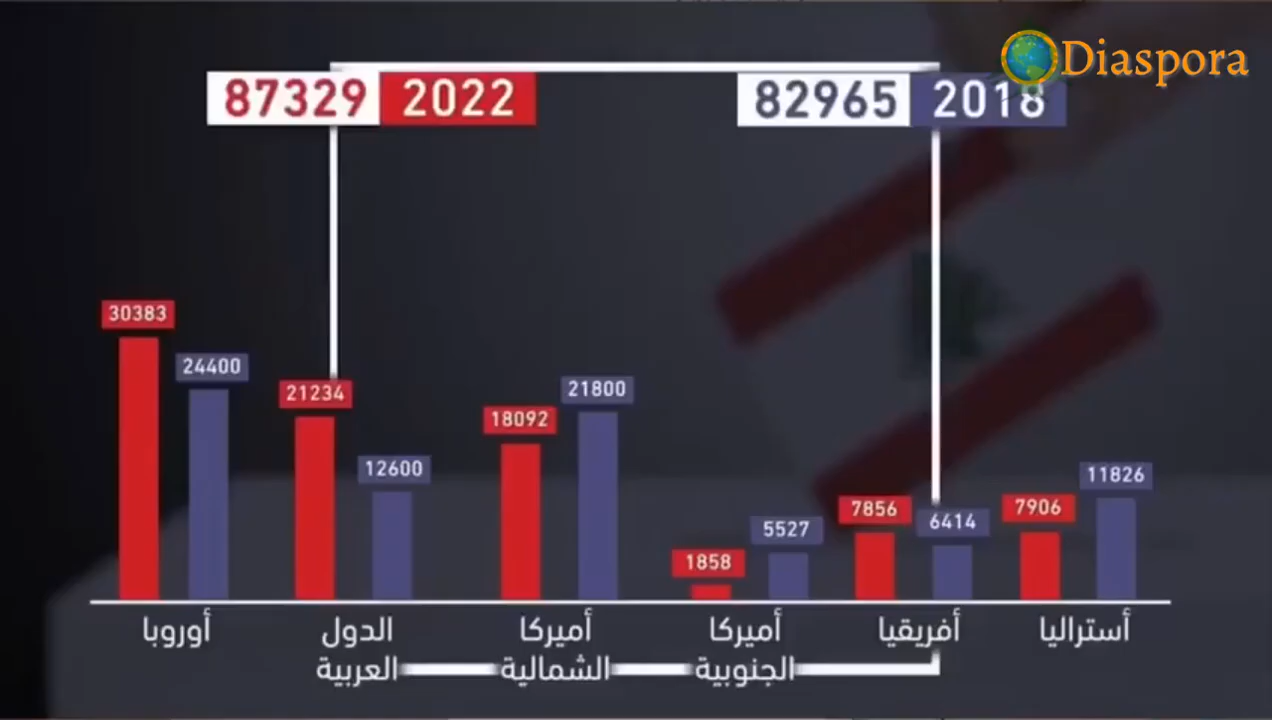 Diaspora
87329 2022
82965 2018
30383
24400
21234
12600
18092
21800
1858
5527
7856
6414
7906
11826
أوروبا
الدول العربية
أميركا الشمالية
أميركا الجنوبية
أفريقيا
أستراليا